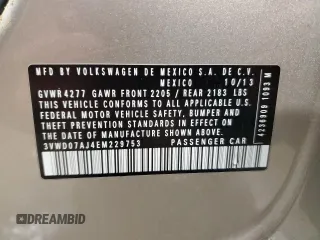 MFD BY VOLKSWAGEN DE MEXICO S.A. DE C.V.
MEXICO 10/13
GVWR 4277 GAWR FRONT 2205 / REAR 2183 LBS
THIS VEHICLE CONFORMS TO ALL APPLICABLE U.S.
FEDERAL MOTOR VEHICLE SAFETY, BUMPER AND
THEFT PREVENTION STANDARDS IN EFFECT ON
THE DATE OF MANUFACTURE SHOWN ABOVE
3VWD07AJ4EM229753 PASSENGER CAR
4236909 1093 M
DREAMBID